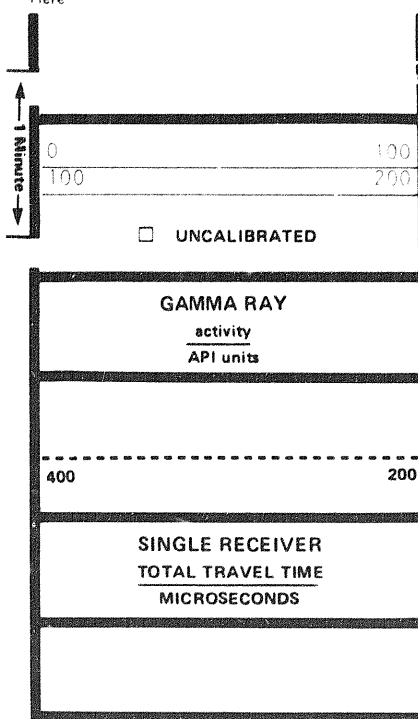 Here
1 Minute
0 100
100 200
□ UNCALIBRATED
GAMMA RAY
activity
API units
400 200
SINGLE RECEIVER
TOTAL TRAVEL TIME
MICROSECONDS